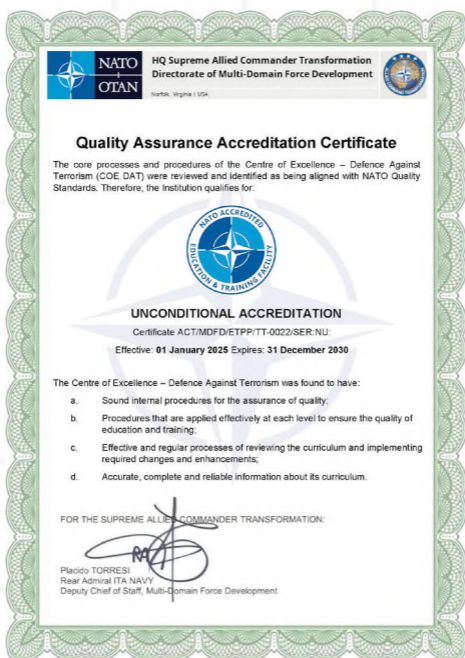 NATO
OTAN
HQ Supreme Allied Commander Transformation
Directorate of Multi-Domain Force Development
Norfolk, Virginia | USA
Quality Assurance Accreditation Certificate
The core processes and procedures of the Centre of Excellence – Defence Against
Terrorism (COE DAT) were reviewed and identified as being aligned with NATO Quality
Standards. Therefore, the Institution qualifies for:
NATO ACCREDITED
EDUCATION & TRAINING FACILITY
UNCONDITIONAL ACCREDITATION
Certificate ACT/MDFD/ETPP/TT-0022/SER:NU:
Effective: 01 January 2025 Expires: 31 December 2030
The Centre of Excellence – Defence Against Terrorism was found to have:
a. Sound internal procedures for the assurance of quality;
b. Procedures that are applied effectively at each level to ensure the quality of
education and training;
c. Effective and regular processes of reviewing the curriculum and implementing
required changes and enhancements;
d. Accurate, complete and reliable information about its curriculum.
FOR THE SUPREME ALLIED COMMANDER TRANSFORMATION:
Placido TORRESI
Rear Admiral ITA NAVY
Deputy Chief of Staff, Multi-Domain Force Development